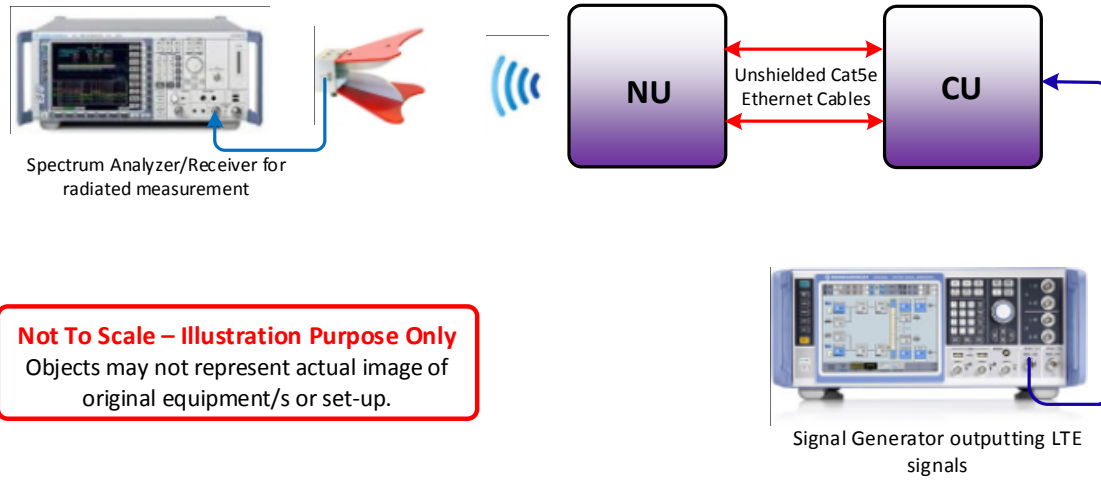 NU
Unshielded Cat5e
Ethernet Cables
CU
Spectrum Analyzer/Receiver for
radiated measurement
Not To Scale – Illustration Purpose Only
Objects may not represent actual image of
original equipment/s or set-up.
Signal Generator outputting LTE
signals